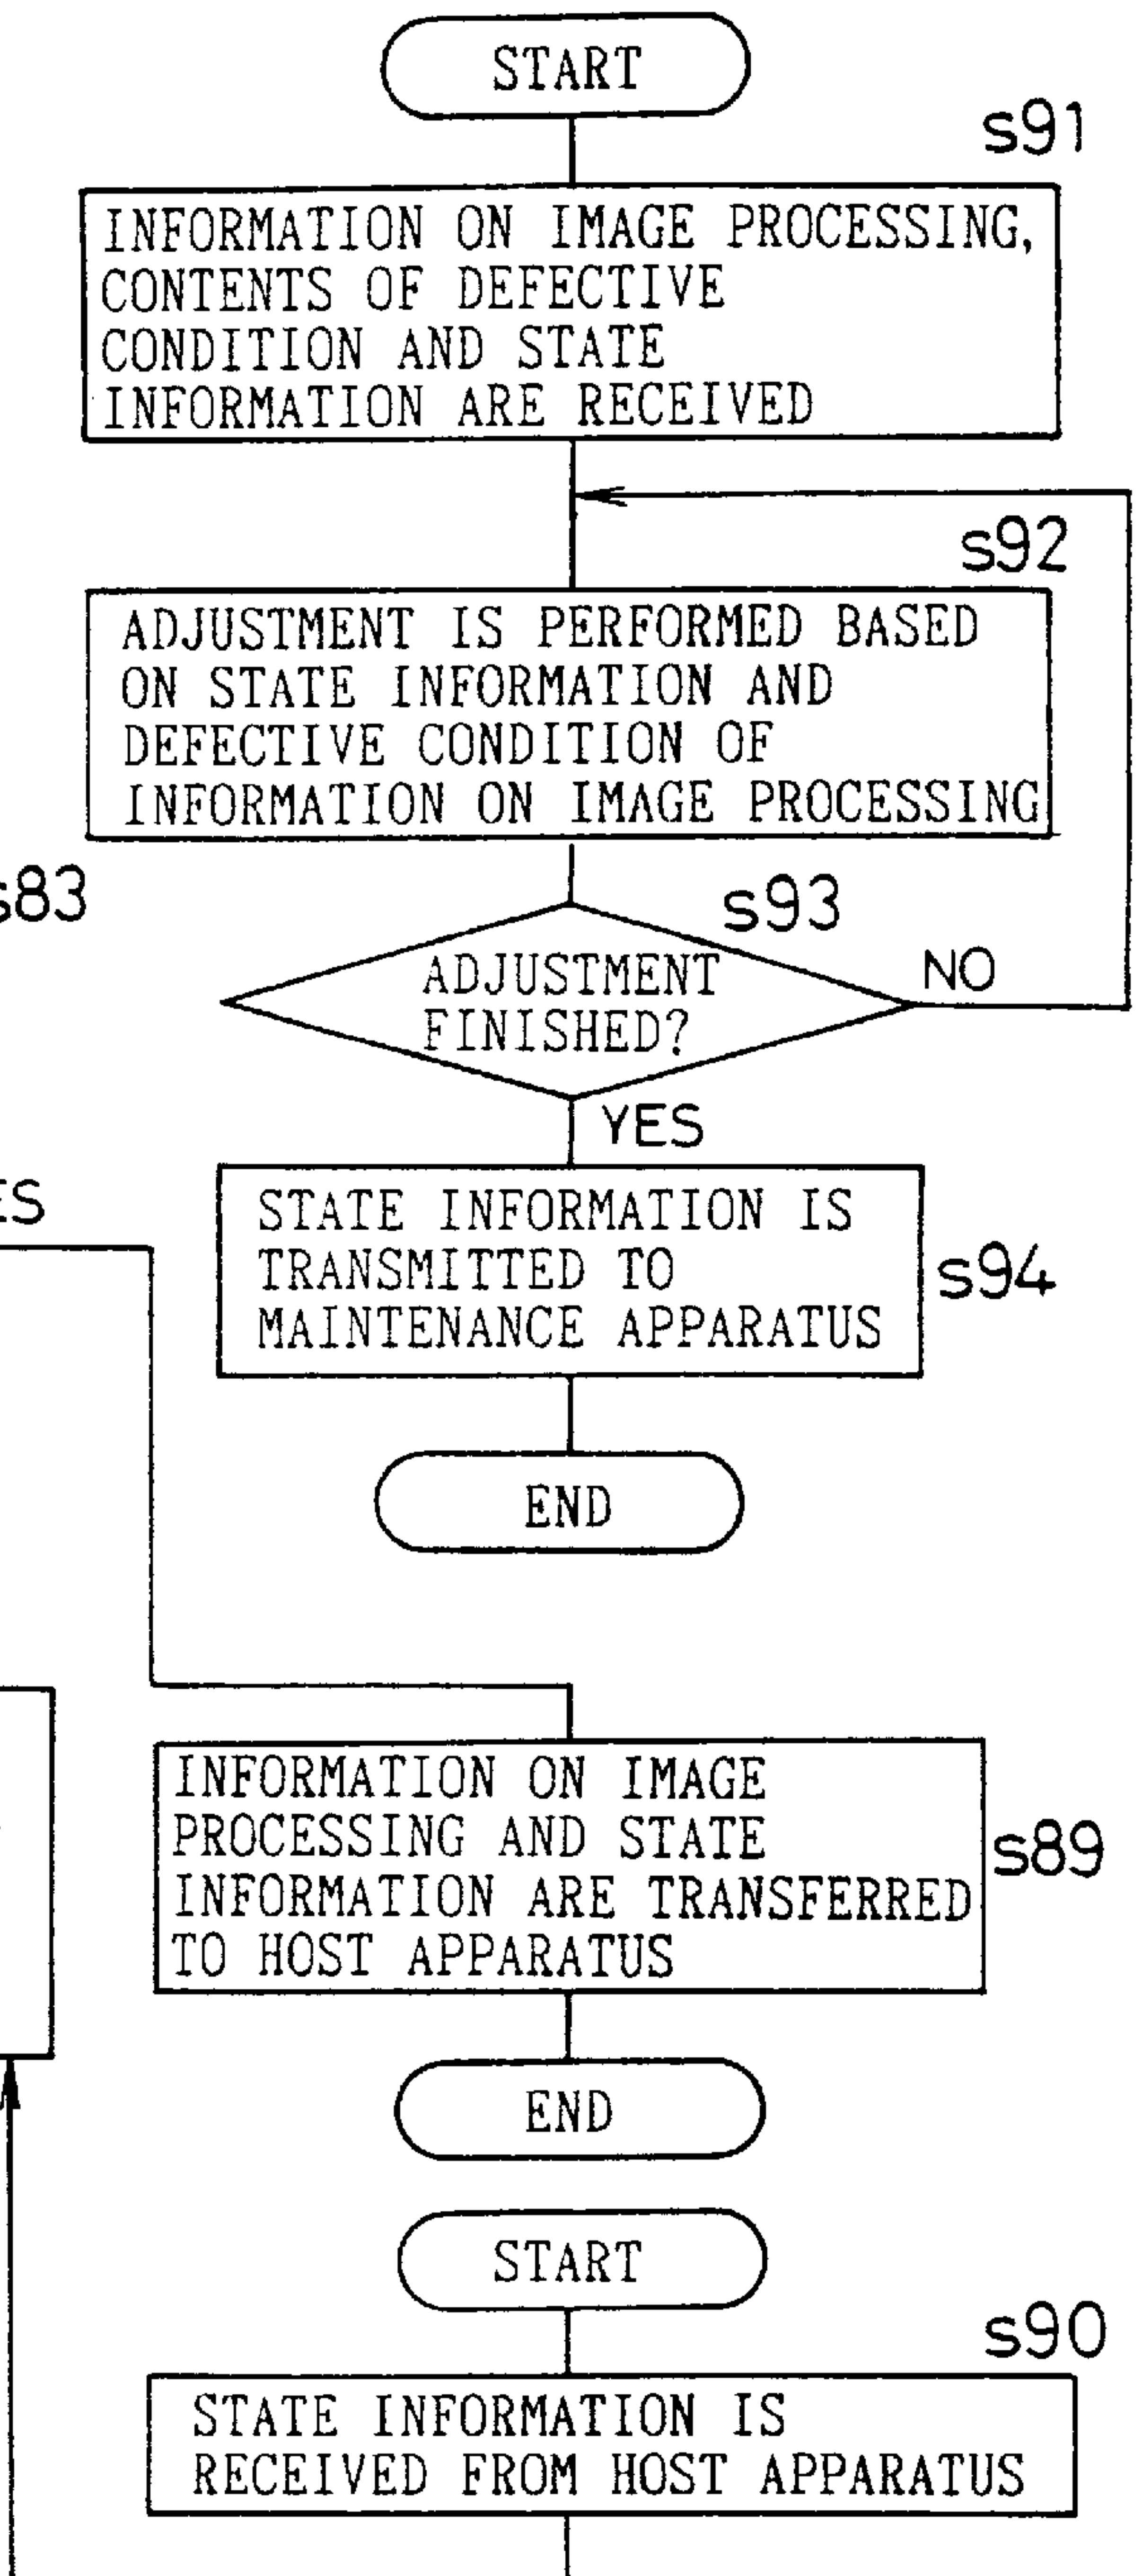 START
s91
INFORMATION ON IMAGE PROCESSING,
CONTENTS OF DEFECTIVE
CONDITION AND STATE
INFORMATION ARE RECEIVED
s92
ADJUSTMENT IS PERFORMED BASED
ON STATE INFORMATION AND
DEFECTIVE CONDITION OF
INFORMATION ON IMAGE PROCESSING
s83
s93
ADJUSTMENT
FINISHED?
NO
YES
STATE INFORMATION IS
TRANSMITTED TO
MAINTENANCE APPARATUS
s94
ES
END
INFORMATION ON IMAGE
PROCESSING AND STATE
INFORMATION ARE TRANSFERRED
TO HOST APPARATUS
s89
END
START
s90
STATE INFORMATION IS
RECEIVED FROM HOST APPARATUS